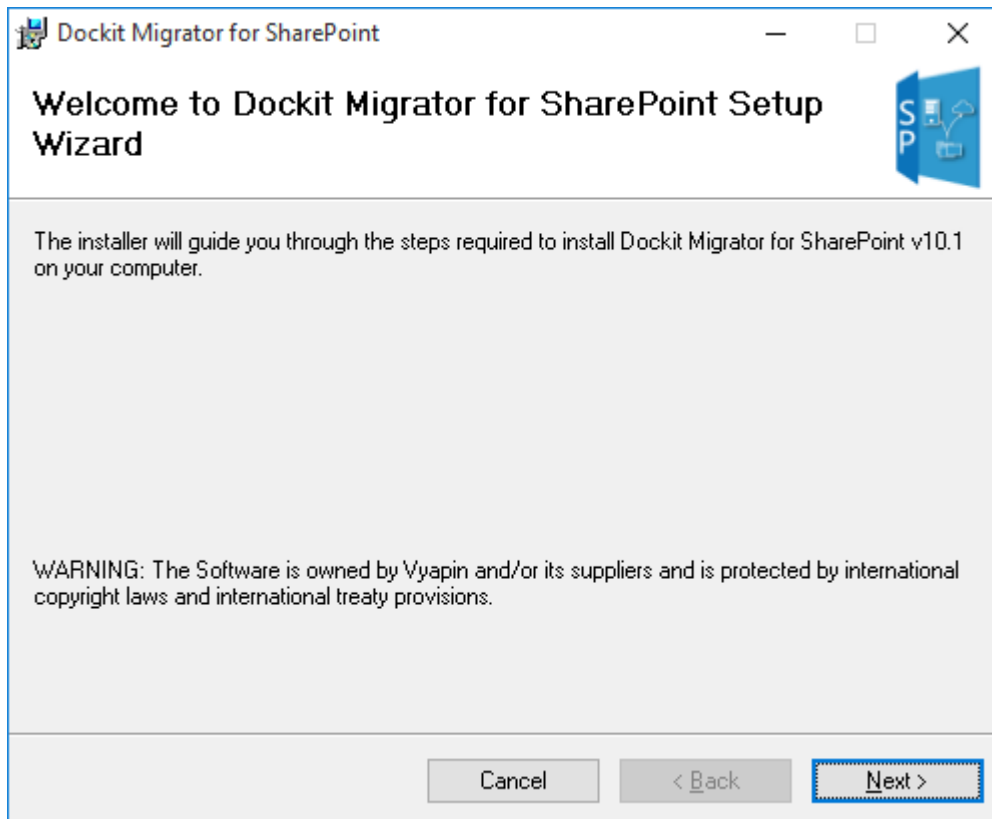 Dockit Migrator for SharePoint
Welcome to Dockit Migrator for SharePoint Setup
Wizard
S
P
The installer will guide you through the steps required to install Dockit Migrator for SharePoint v10.1
on your computer.
WARNING: The Software is owned by Vyapin and/or its suppliers and is protected by international
copyright laws and international treaty provisions.
Cancel
< Back
Next >